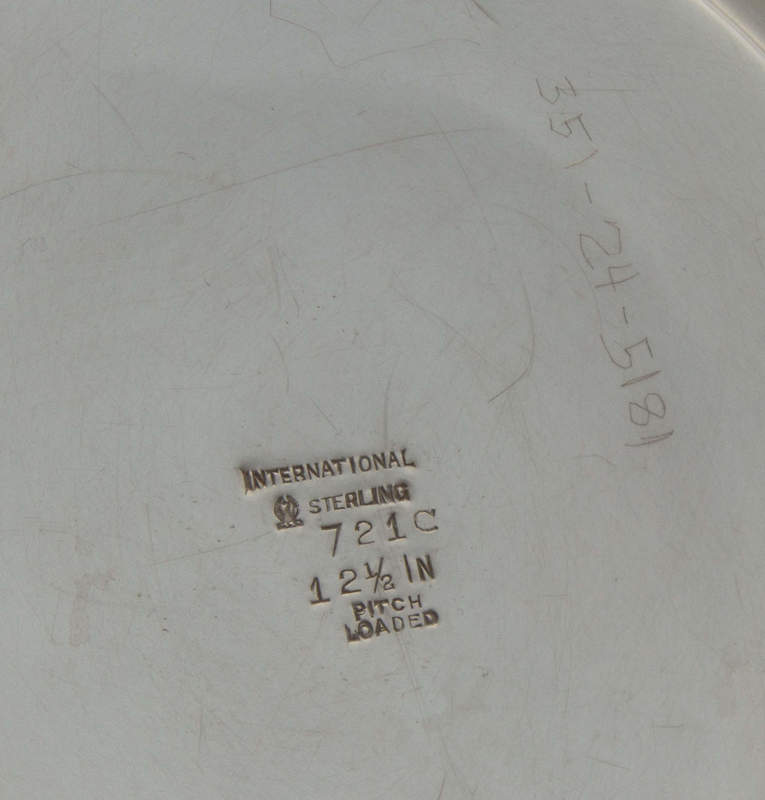 351-24-5181
INTERNATIONAL
STERLING
721C
12½ IN
PITCH
LOADED